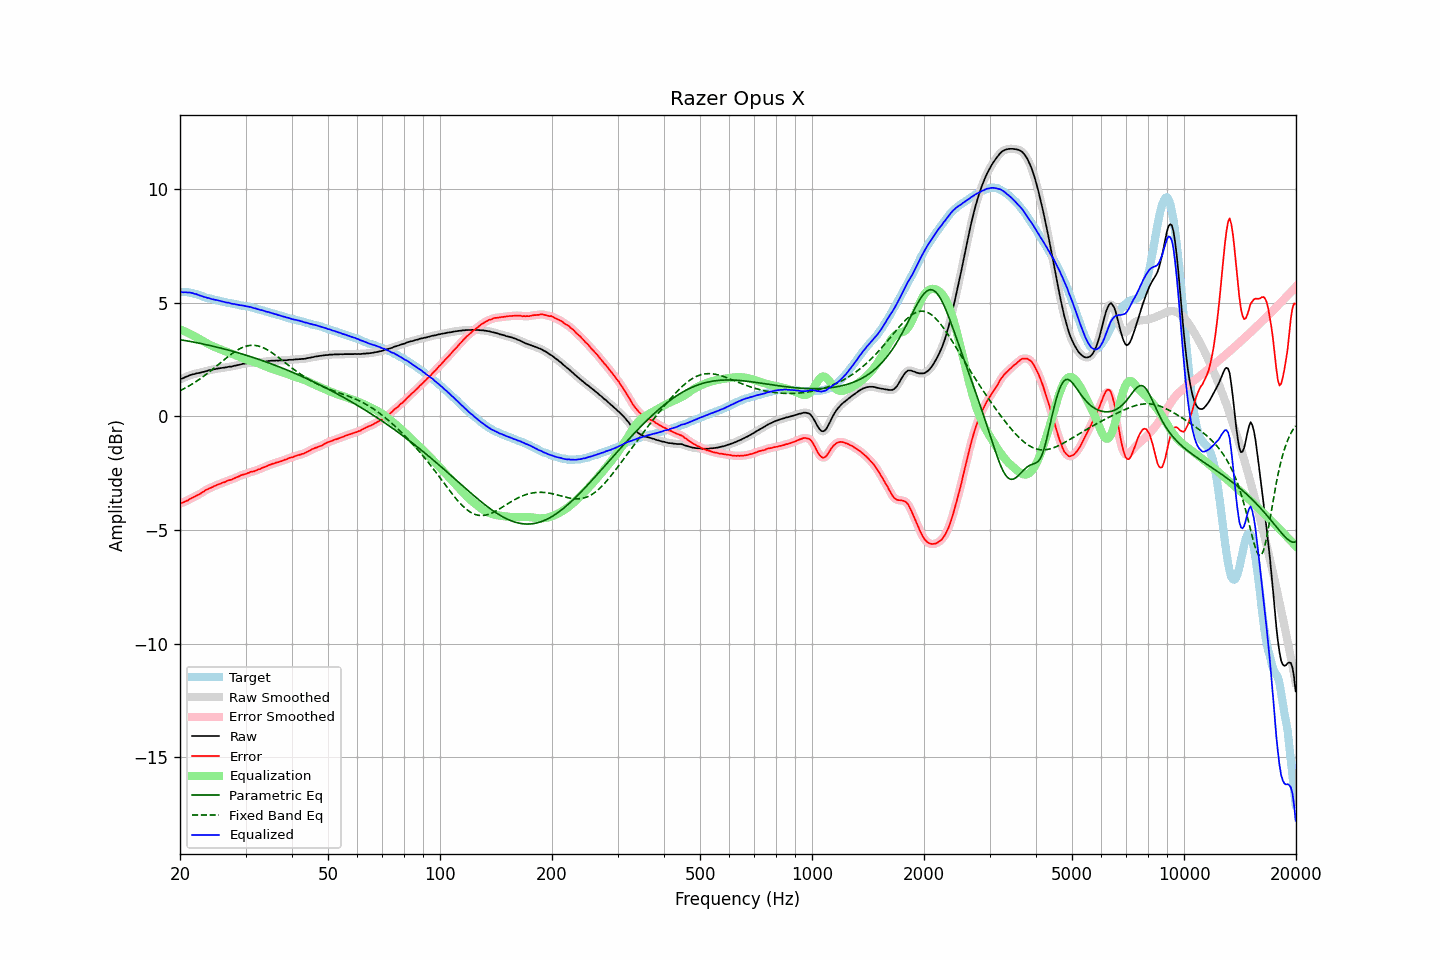 Razer Opus X
Amplitude (dBr)
10
5
0
−5
−10
−15
Target
Raw Smoothed
Error Smoothed
Raw
Error
Equalization
Parametric Eq
Fixed Band Eq
Equalized
20 50 100 200 500 1000 2000 5000 10000 20000
Frequency (Hz)